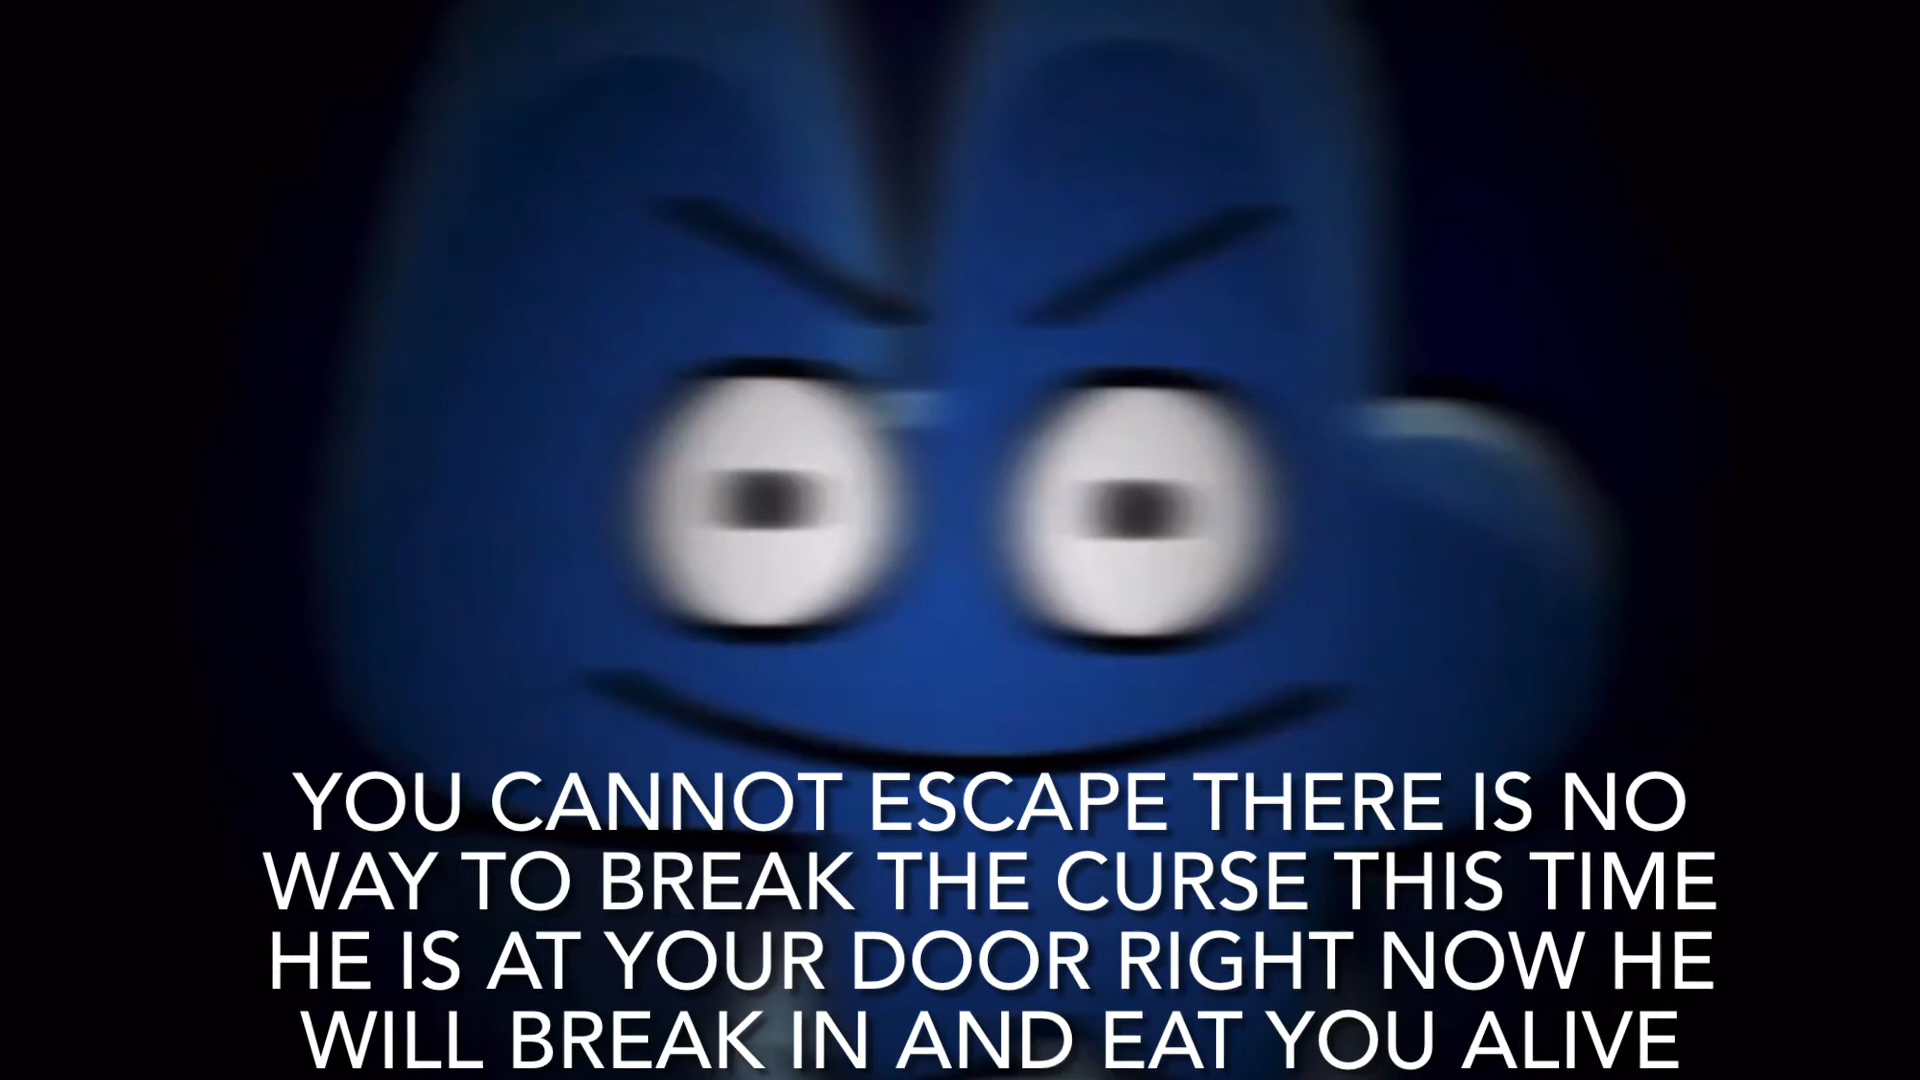 YOU CANNOT ESCAPE THERE IS NO
WAY TO BREAK THE CURSE THIS TIME
HE IS AT YOUR DOOR RIGHT NOW HE
WILL BREAK IN AND EAT YOU ALIVE